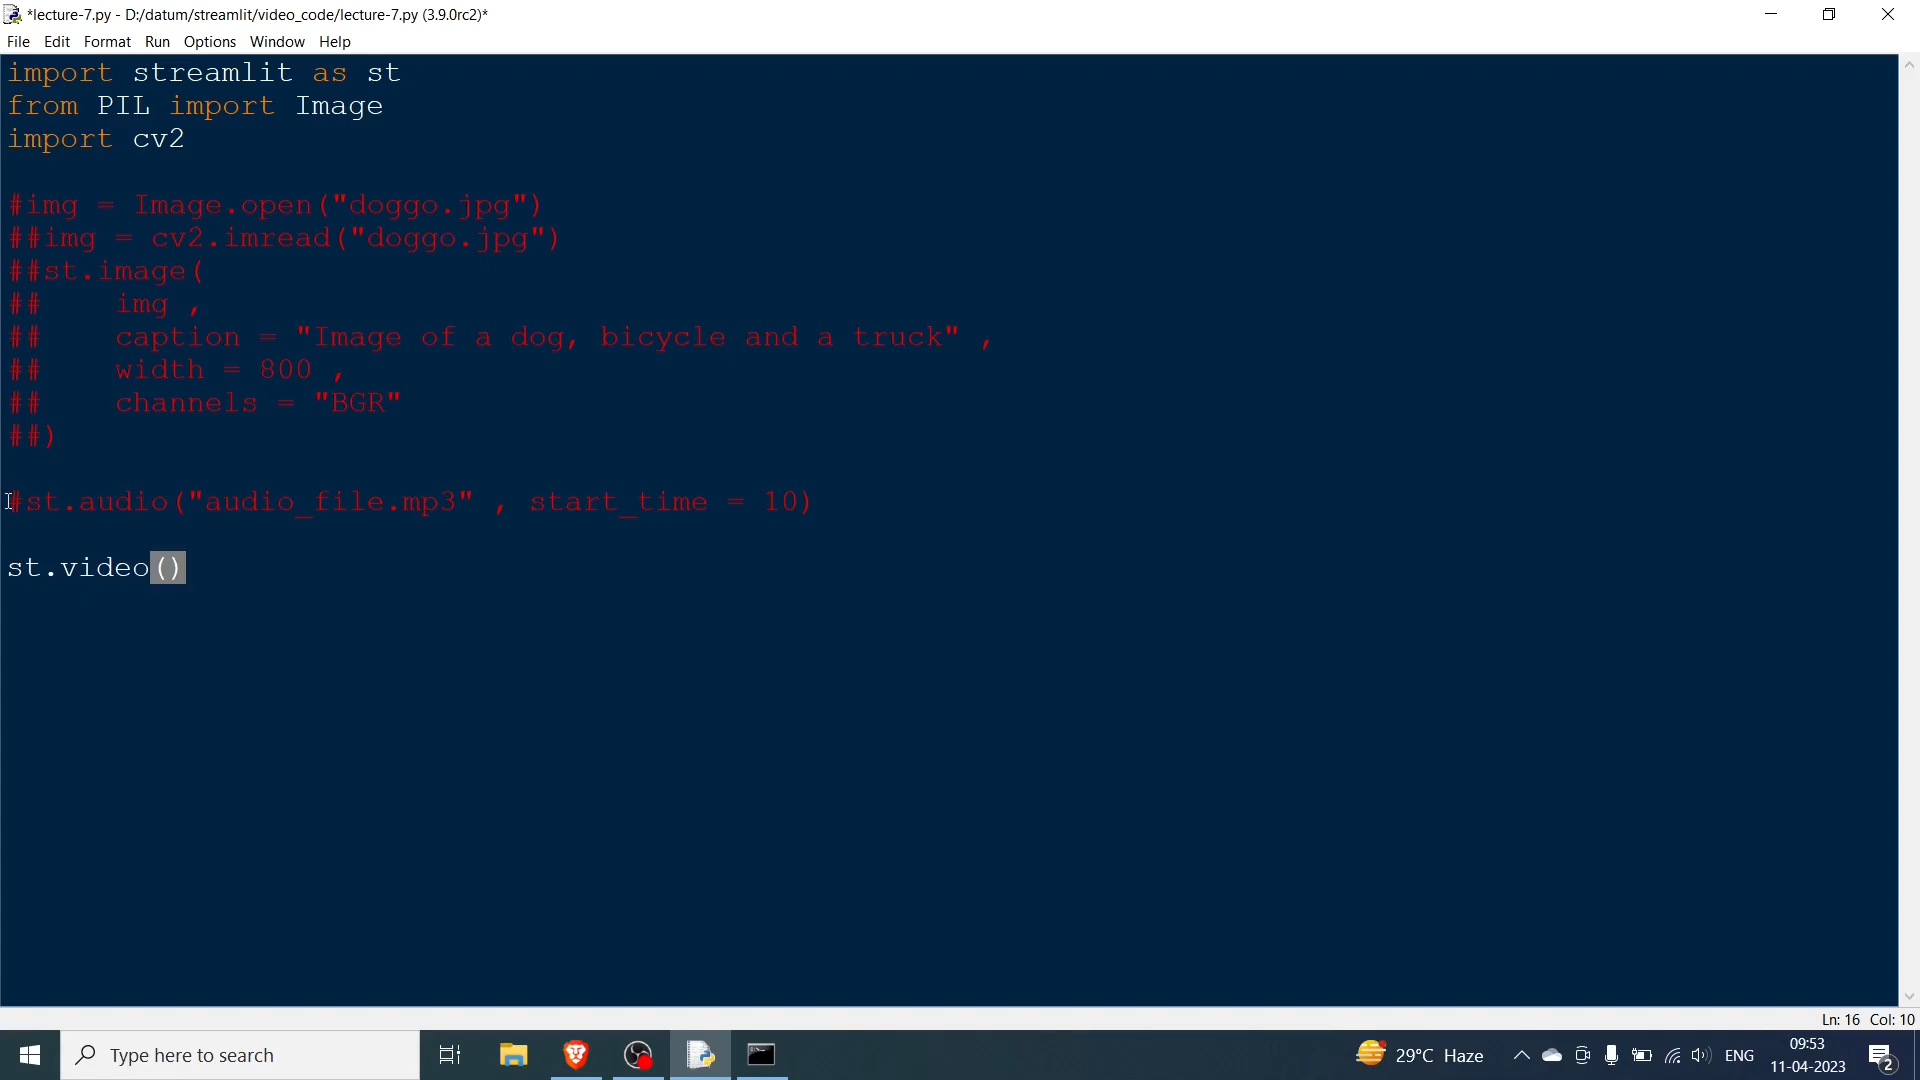 *lecture-7.py - D:/datum/streamlit/video_code/lecture-7.py (3.9.0rc2)*
File Edit Format Run Options Window Help
import streamlit as st
from PIL import Image
import cv2
#img = Image.open("doggo.jpg")
##img = cv2.imread("doggo.jpg")
##st.image(
##    img ,
##    caption = "Image of a dog, bicycle and a truck" ,
##    width = 800 ,
##    channels = "BGR"
##)
#st.audio("audio_file.mp3" , start_time = 10)
st.video()
Ln: 16 Col: 10
Type here to search
29°C Haze
ENG
09:53
11-04-2023
2